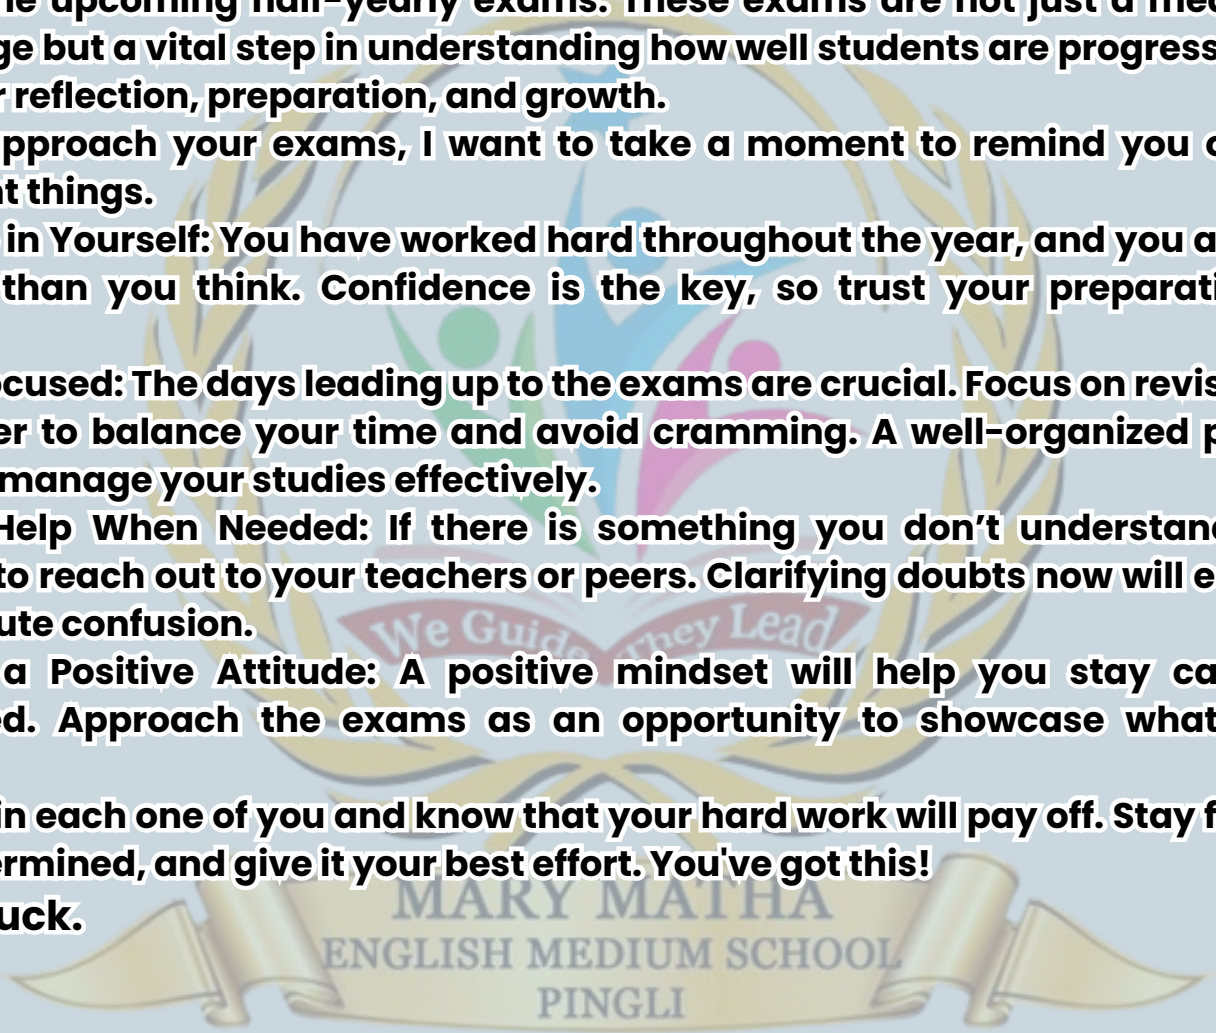 upcoming half-yearly exams. These exams are not just a
but a vital step in understanding how well students are progress
reflection, preparation, and growth.
pproach your exams, I want to take a moment to remind you
things.
in Yourself: You have worked hard throughout the year, and you a
than you think. Confidence is the key, so trust your preparati
ocused: The days leading up to the exams are crucial. Focus on revis
er to balance your time and avoid cramming. A well-organized p
manage your studies effectively.
Help When Needed: If there is something you don’t understand
to reach out to your teachers or peers. Clarifying doubts now will e
ute confusion.
We Guide They Lead
a Positive Attitude: A positive mindset will help you stay ca
ed. Approach the exams as an opportunity to showcase what
in each one of you and know that your hard work will pay off. Stay f
ermined, and give it your best effort. You've got this!
uck.
MARY MATHA
ENGLISH MEDIUM SCHOOL
PINGLI